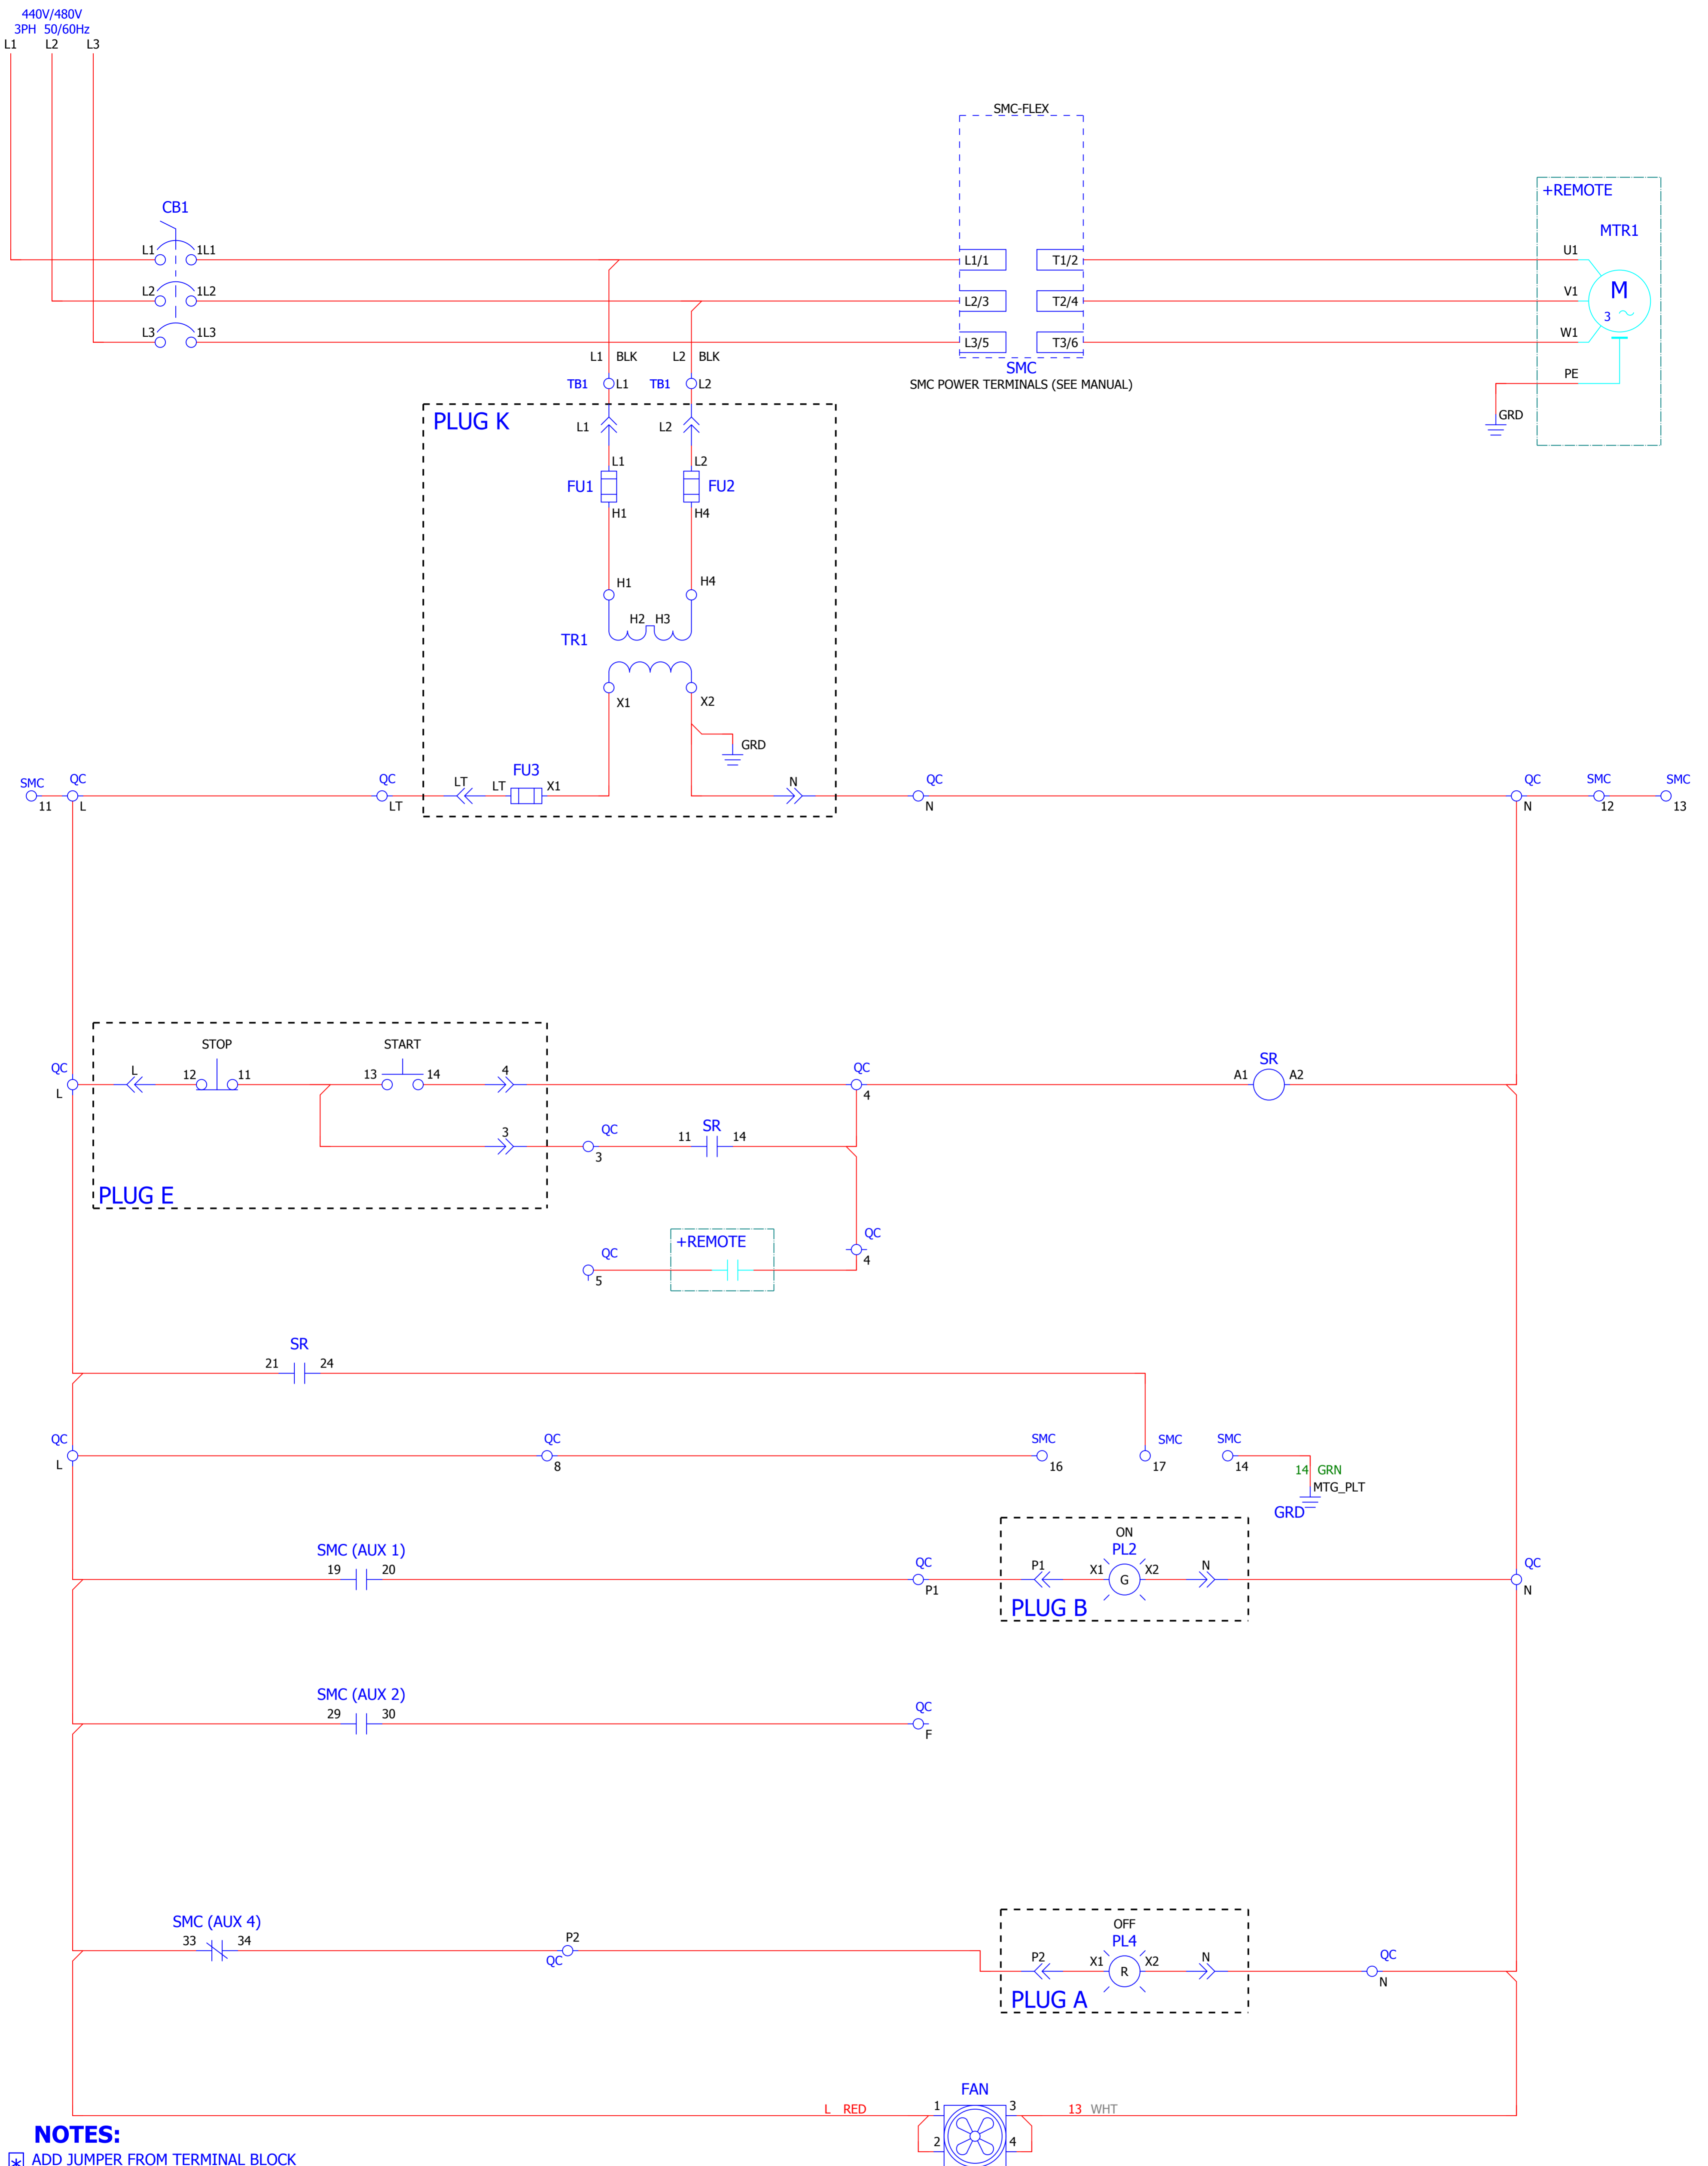 440V/480V
3PH 50/60Hz
L1 L2 L3
SMC-FLEX
+REMOTE
CB1
MTR1
L1 1L1
L1/1 T1/2
U1
L2 1L2
L2/3 T2/4
V1
M
3
L3 1L3
L3/5 T3/6
W1
L1 BLK L2 BLK
SMC
PE
TB1 L1 TB1 L2
SMC POWER TERMINALS (SEE MANUAL)
GRD
PLUG K
L1 L2
L1 L2
FU1 FU2
H1 H4
H1 H4
H2 H3
TR1
X1 X2
GRD
FU3
SMC QC QC LT LT X1 N QC QC SMC SMC
11 L LT N N 12 13
STOP START
QC L 12 11 13 14 4 QC SR
A1 A2
L 4
3 QC 11 SR 14
3
PLUG E
+REMOTE
QC QC
5 4
SR
21 24
QC QC SMC SMC SMC
L 8 16 17 14
14 GRN
MTG_PLT
GRD
ON
SMC (AUX 1) PL2
19 20 QC P1 X1 G X2 N QC
P1 N
PLUG B
SMC (AUX 2)
29 30 QC
F
SMC (AUX 4) OFF
33 34 P2 PL4
QC P2 X1 R X2 N QC
N
PLUG A
FAN
L RED 1 3 13 WHT
2 4
NOTES:
* ADD JUMPER FROM TERMINAL BLOCK